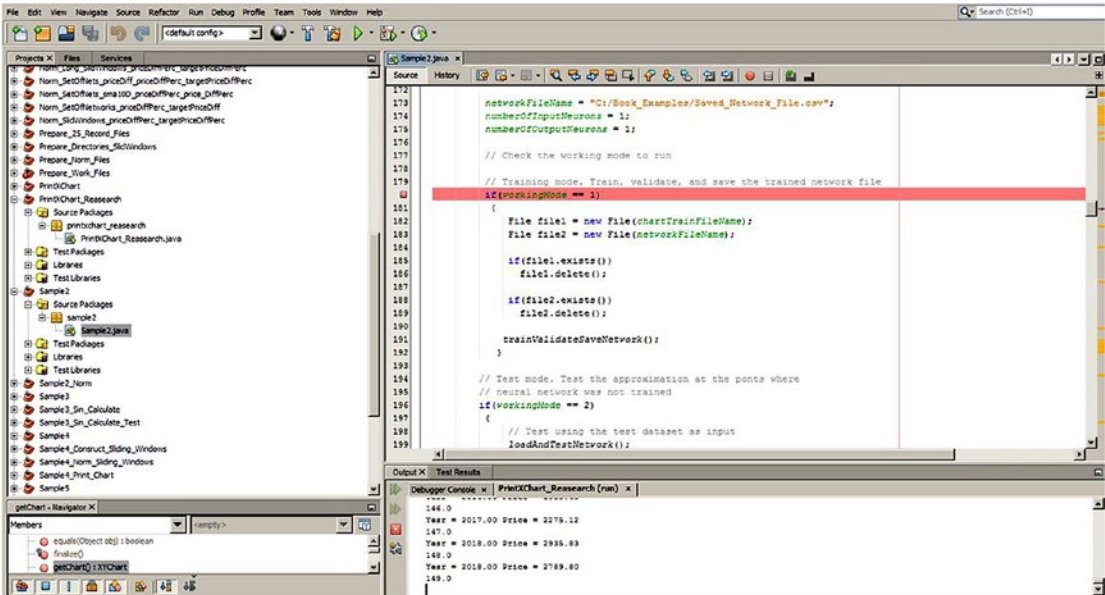 File Edit View Navigate Source Refactor Run Debug Profile Team Tools Window Help
Search (Ctrl+I)
<default config>
Projects Files Services
Norm_SetOfNets_priceDiff_priceDiffPerc_targetPriceDiffPerc
Norm_SetOfNets_sma10D_priceDiffPerc_price_DiffPerc
Norm_SetOfNetworks_priceDiffPerc_targetPriceDiff
Norm_SlidWindows_priceDiffPerc_targetPriceDiffPerc
Prepare_25_Record_Files
Prepare_Directories_SlidWindows
Prepare_Norm_Files
Prepare_Work_Files
PrintXChart
PrintXChart_Reasearch
Source Packages
printxchart_reasearch
PrintXChart_Reasearch.java
Test Packages
Libraries
Test Libraries
Sample2
Source Packages
sample2
Sample2.java
Test Packages
Libraries
Test Libraries
Sample2_Norm
Sample3
Sample3_Sin_Calculate
Sample3_Sin_Calculate_Test
Sample4
Sample4_Construct_Sliding_Windows
Sample4_Norm_Sliding_Windows
Sample4_Print_Chart
Sample5
getChart - Navigator
Members
<empty>
equals(Object obj) : boolean
finalize()
getChart() : XYChart
Sample2.java
Source History
172
173 networkFileName = "C:/Book_Examples/Saved_Network_File.csv";
174 numberOfInputNeurons = 1;
175 numberOfOutputNeurons = 1;
176
177 // Check the working mode to run
178
179 // Training mode. Train, validate, and save the trained network file
if(workingMode == 1)
181 {
182 File file1 = new File(chartTrainFileName);
183 File file2 = new File(networkFileName);
184
185 if(file1.exists())
186 file1.delete();
187
188 if(file2.exists())
189 file2.delete();
190
191 trainValidateSaveNetwork();
192 }
193
194 // Test mode. Test the approximation at the ponts where
195 // neural network was not trained
196 if(workingMode == 2)
197 {
198 // Test using the test dataset as input
199 loadAndTestNetwork();
Output Test Results
Debugger Console PrintXChart_Reasearch (run)
146.0
Year = 2017.00 Price = 2275.12
147.0
Year = 2018.00 Price = 2935.83
148.0
Year = 2018.00 Price = 2789.80
149.0